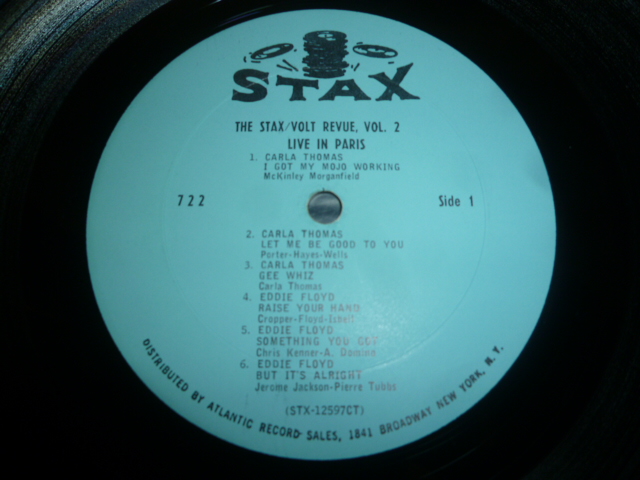 STAX
THE STAX/VOLT REVUE, VOL. 2
LIVE IN PARIS
1. CARLA THOMAS
I GOT MY MOJO WORKING
McKinley Morganfield
722
Side 1
2. CARLA THOMAS
LET ME BE GOOD TO YOU
Porter-Hayes-Wells
3. CARLA THOMAS
GEE WHIZ
Carla Thomas
4. EDDIE FLOYD
RAISE YOUR HAND
Cropper-Floyd-Isbell
5. EDDIE FLOYD
SOMETHING YOU GOT
Chris Kenner-A. Domino
6. EDDIE FLOYD
BUT IT'S ALRIGHT
Jerome Jackson-Pierre Tubbs
(STX-12597CT)
DISTRIBUTED BY ATLANTIC RECORD SALES, 1841 BROADWAY NEW YORK, N. Y.